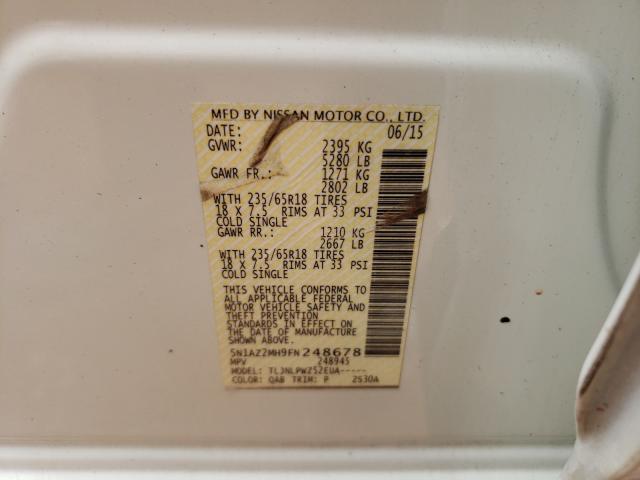 MFD BY NISSAN MOTOR CO., LTD.
DATE: 06/15
GVWR: 2395 KG
5280 LB
GAWR FR.: 1271 KG
2802 LB
WITH 235/65R18 TIRES
18 X 7.5 RIMS AT 33 PSI
COLD SINGLE
GAWR RR.: 1210 KG
2667 LB
WITH 235/65R18 TIRES
18 X 7.5 RIMS AT 33 PSI
COLD SINGLE
THIS VEHICLE CONFORMS TO
ALL APPLICABLE FEDERAL
MOTOR VEHICLE SAFETY AND
THEFT PREVENTION
STANDARDS IN EFFECT ON
THE DATE OF MANUFACTURE
SHOWN ABOVE.
5N1AZ2MH9FN248678
MPV 248945
MODEL: TLJNLPWZ52EUA-----
COLOR: QAB TRIM: P 2530A